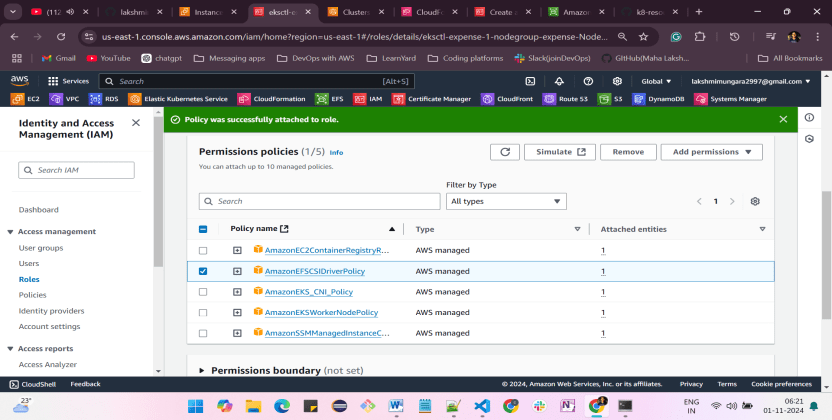 (112
lakshmi
Instance
eksctl-e
Clusters
CloudF
Create
Amazon
k8-reso
us-east-1.console.aws.amazon.com/iam/home?region=us-east-1#/roles/details/eksctl-expense-1-nodegroup-expense-Node...
Gmail YouTube chatgpt Messaging apps DevOps with AWS LearnYard Coding platforms Slack(joinDevOps) GItHub(Maha Laksh... All Bookmarks
aws Services Search [Alt+S] Global lakshmimungara2997@gmail.com
EC2 VPC RDS Elastic Kubernetes Service CloudFormation EFS IAM Certificate Manager CloudFront Route 53 S3 DynamoDB Systems Manager
Identity and Access Management (IAM)
Search IAM
Dashboard
Access management
User groups
Users
Roles
Policies
Identity providers
Account settings
Access reports
Access Analyzer
Policy was successfully attached to role.
Permissions policies (1/5) Info
You can attach up to 10 managed policies.
Simulate Remove Add permissions
Filter by Type
Search All types 1
Policy name Type Attached entities
AmazonEC2ContainerRegistryR... AWS managed 1
AmazonEFSCSIDriverPolicy AWS managed 1
AmazonEKS_CNI_Policy AWS managed 1
AmazonEKSWorkerNodePolicy AWS managed 1
AmazonSSMManagedInstanceC... AWS managed 1
Permissions boundary (not set)
CloudShell Feedback © 2024, Amazon Web Services, Inc. or its affiliates. Privacy Terms Cookie preferences
23° ENG IN 06:21 01-11-2024